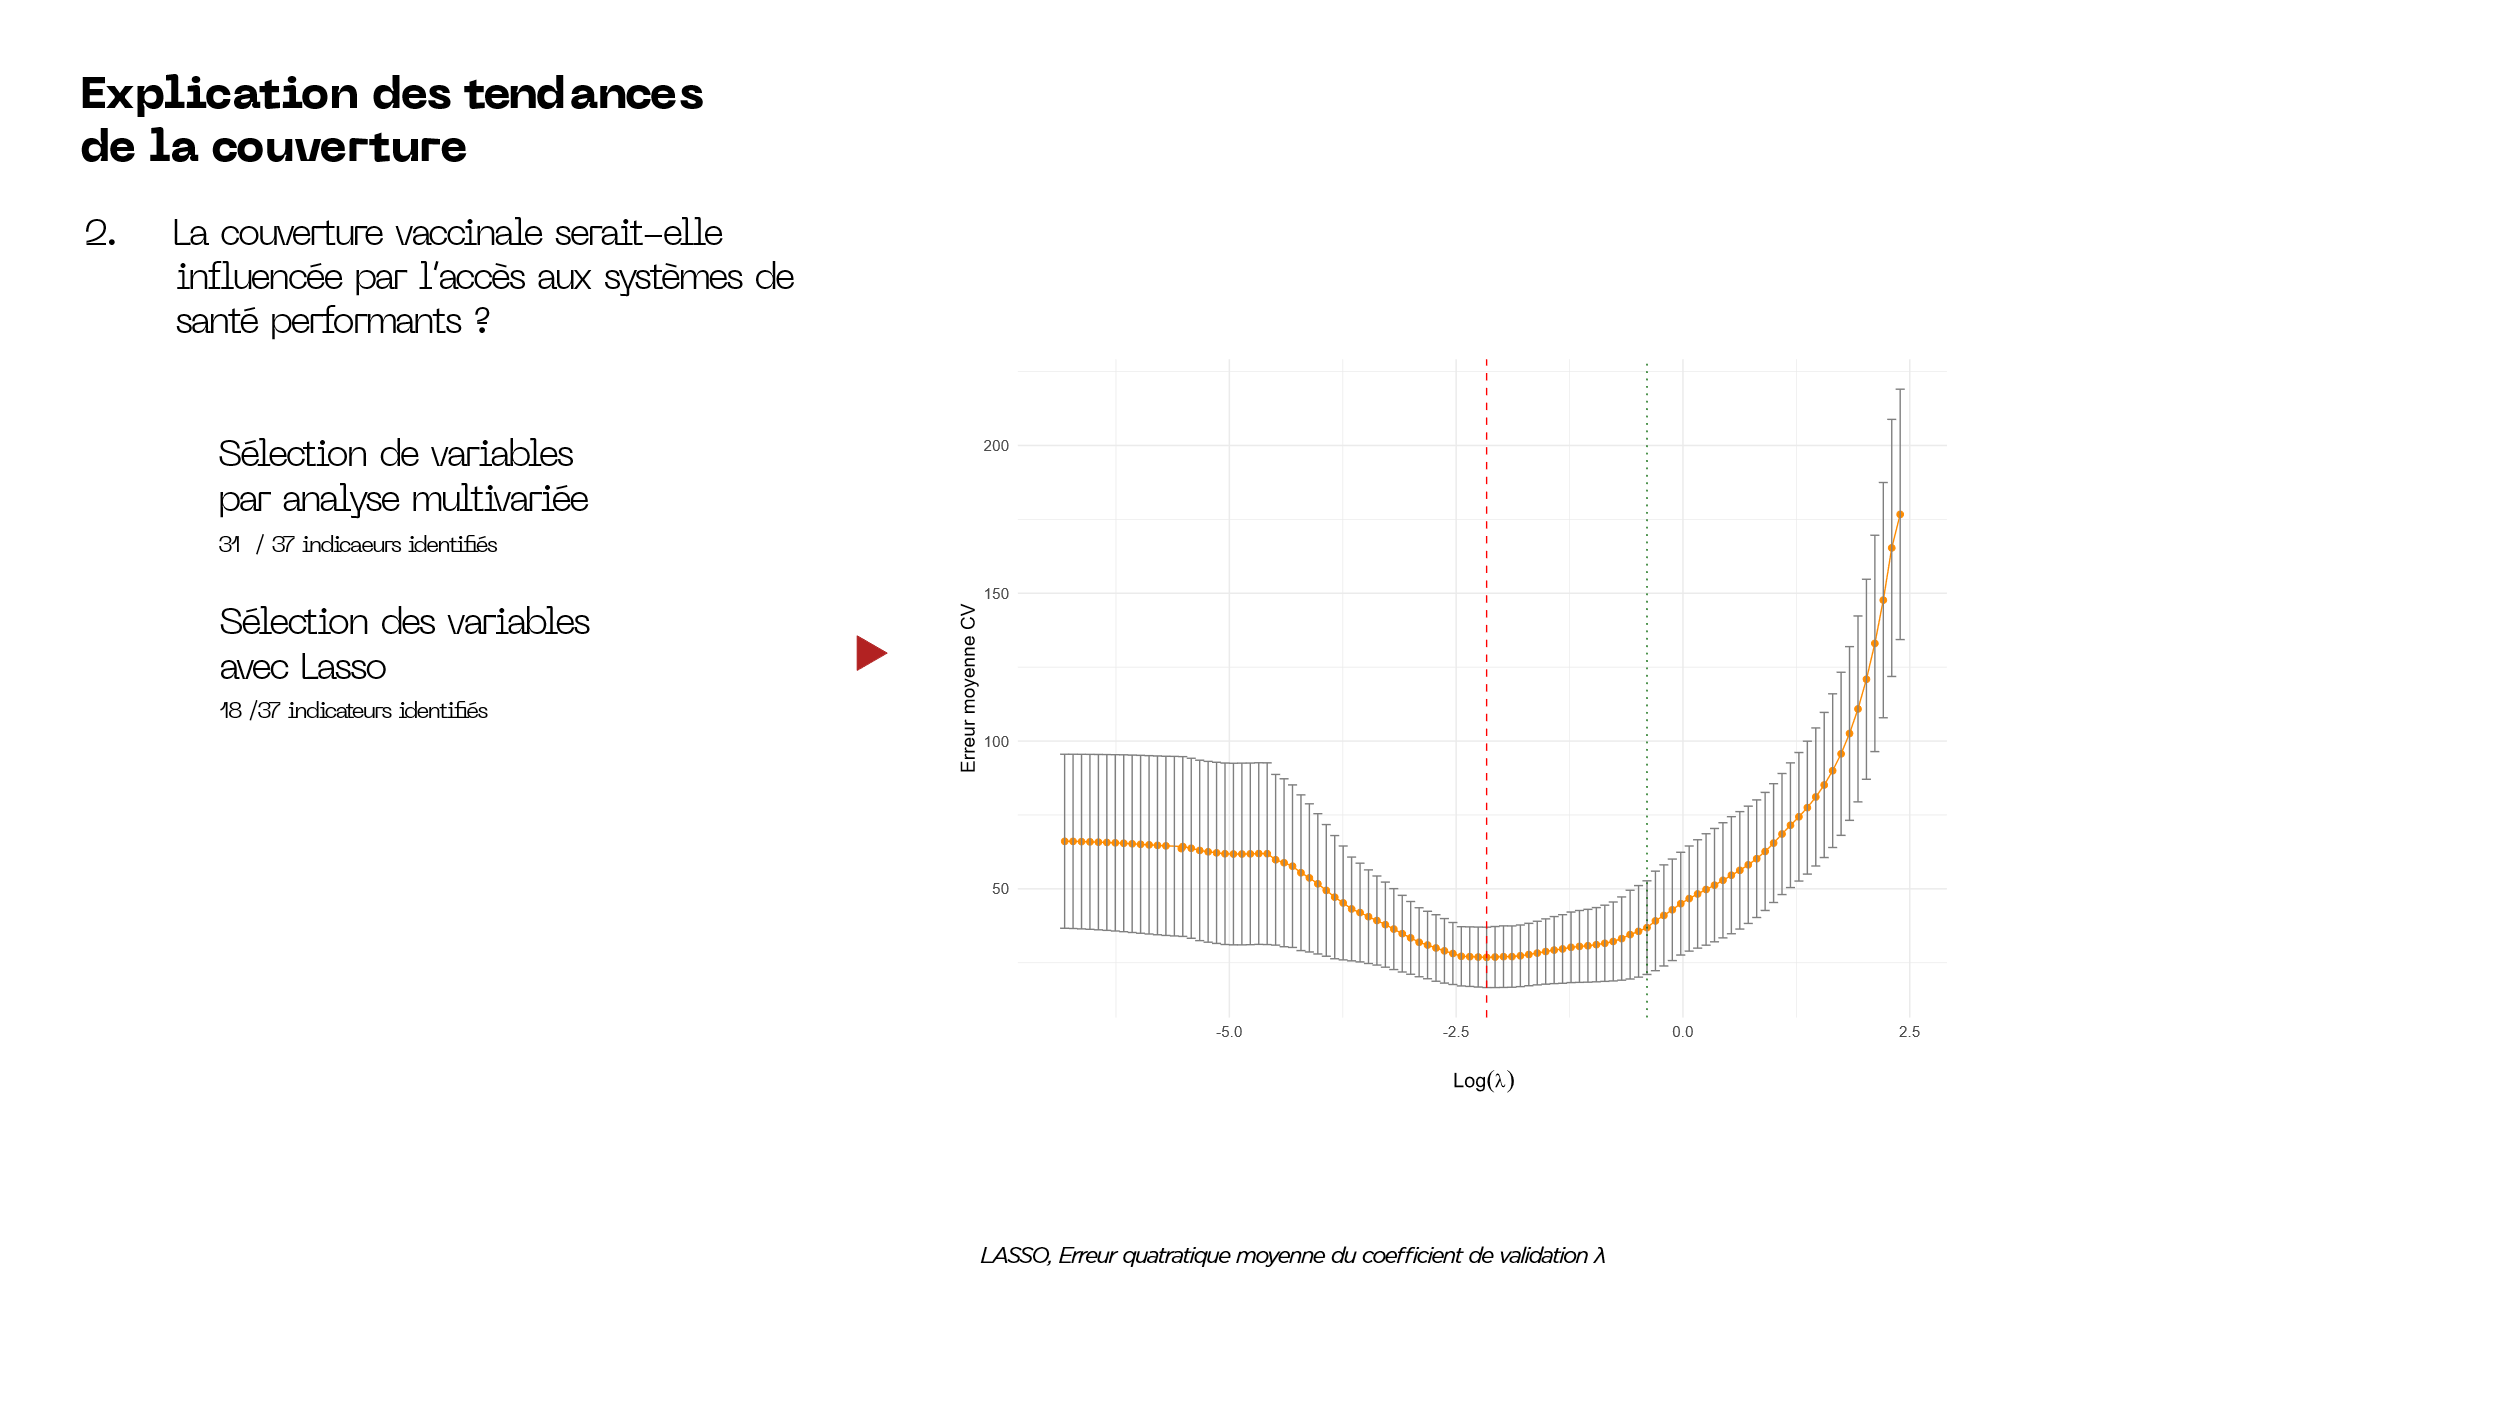 Explication des tendances
de la couverture
2. La couverture vaccinale serait-elle
influencée par l'accès aux systèmes de
santé performants ?
Sélection de variables
par analyse multivariée
31 / 37 indicaeurs identifiés
Sélection des variables
avec Lasso
18 /37 indicateurs identifiés
Erreur moyenne CV
200
150
100
50
-5.0 -2.5 0.0 2.5
Log(λ)
LASSO, Erreur quatratique moyenne du coefficient de validation λ